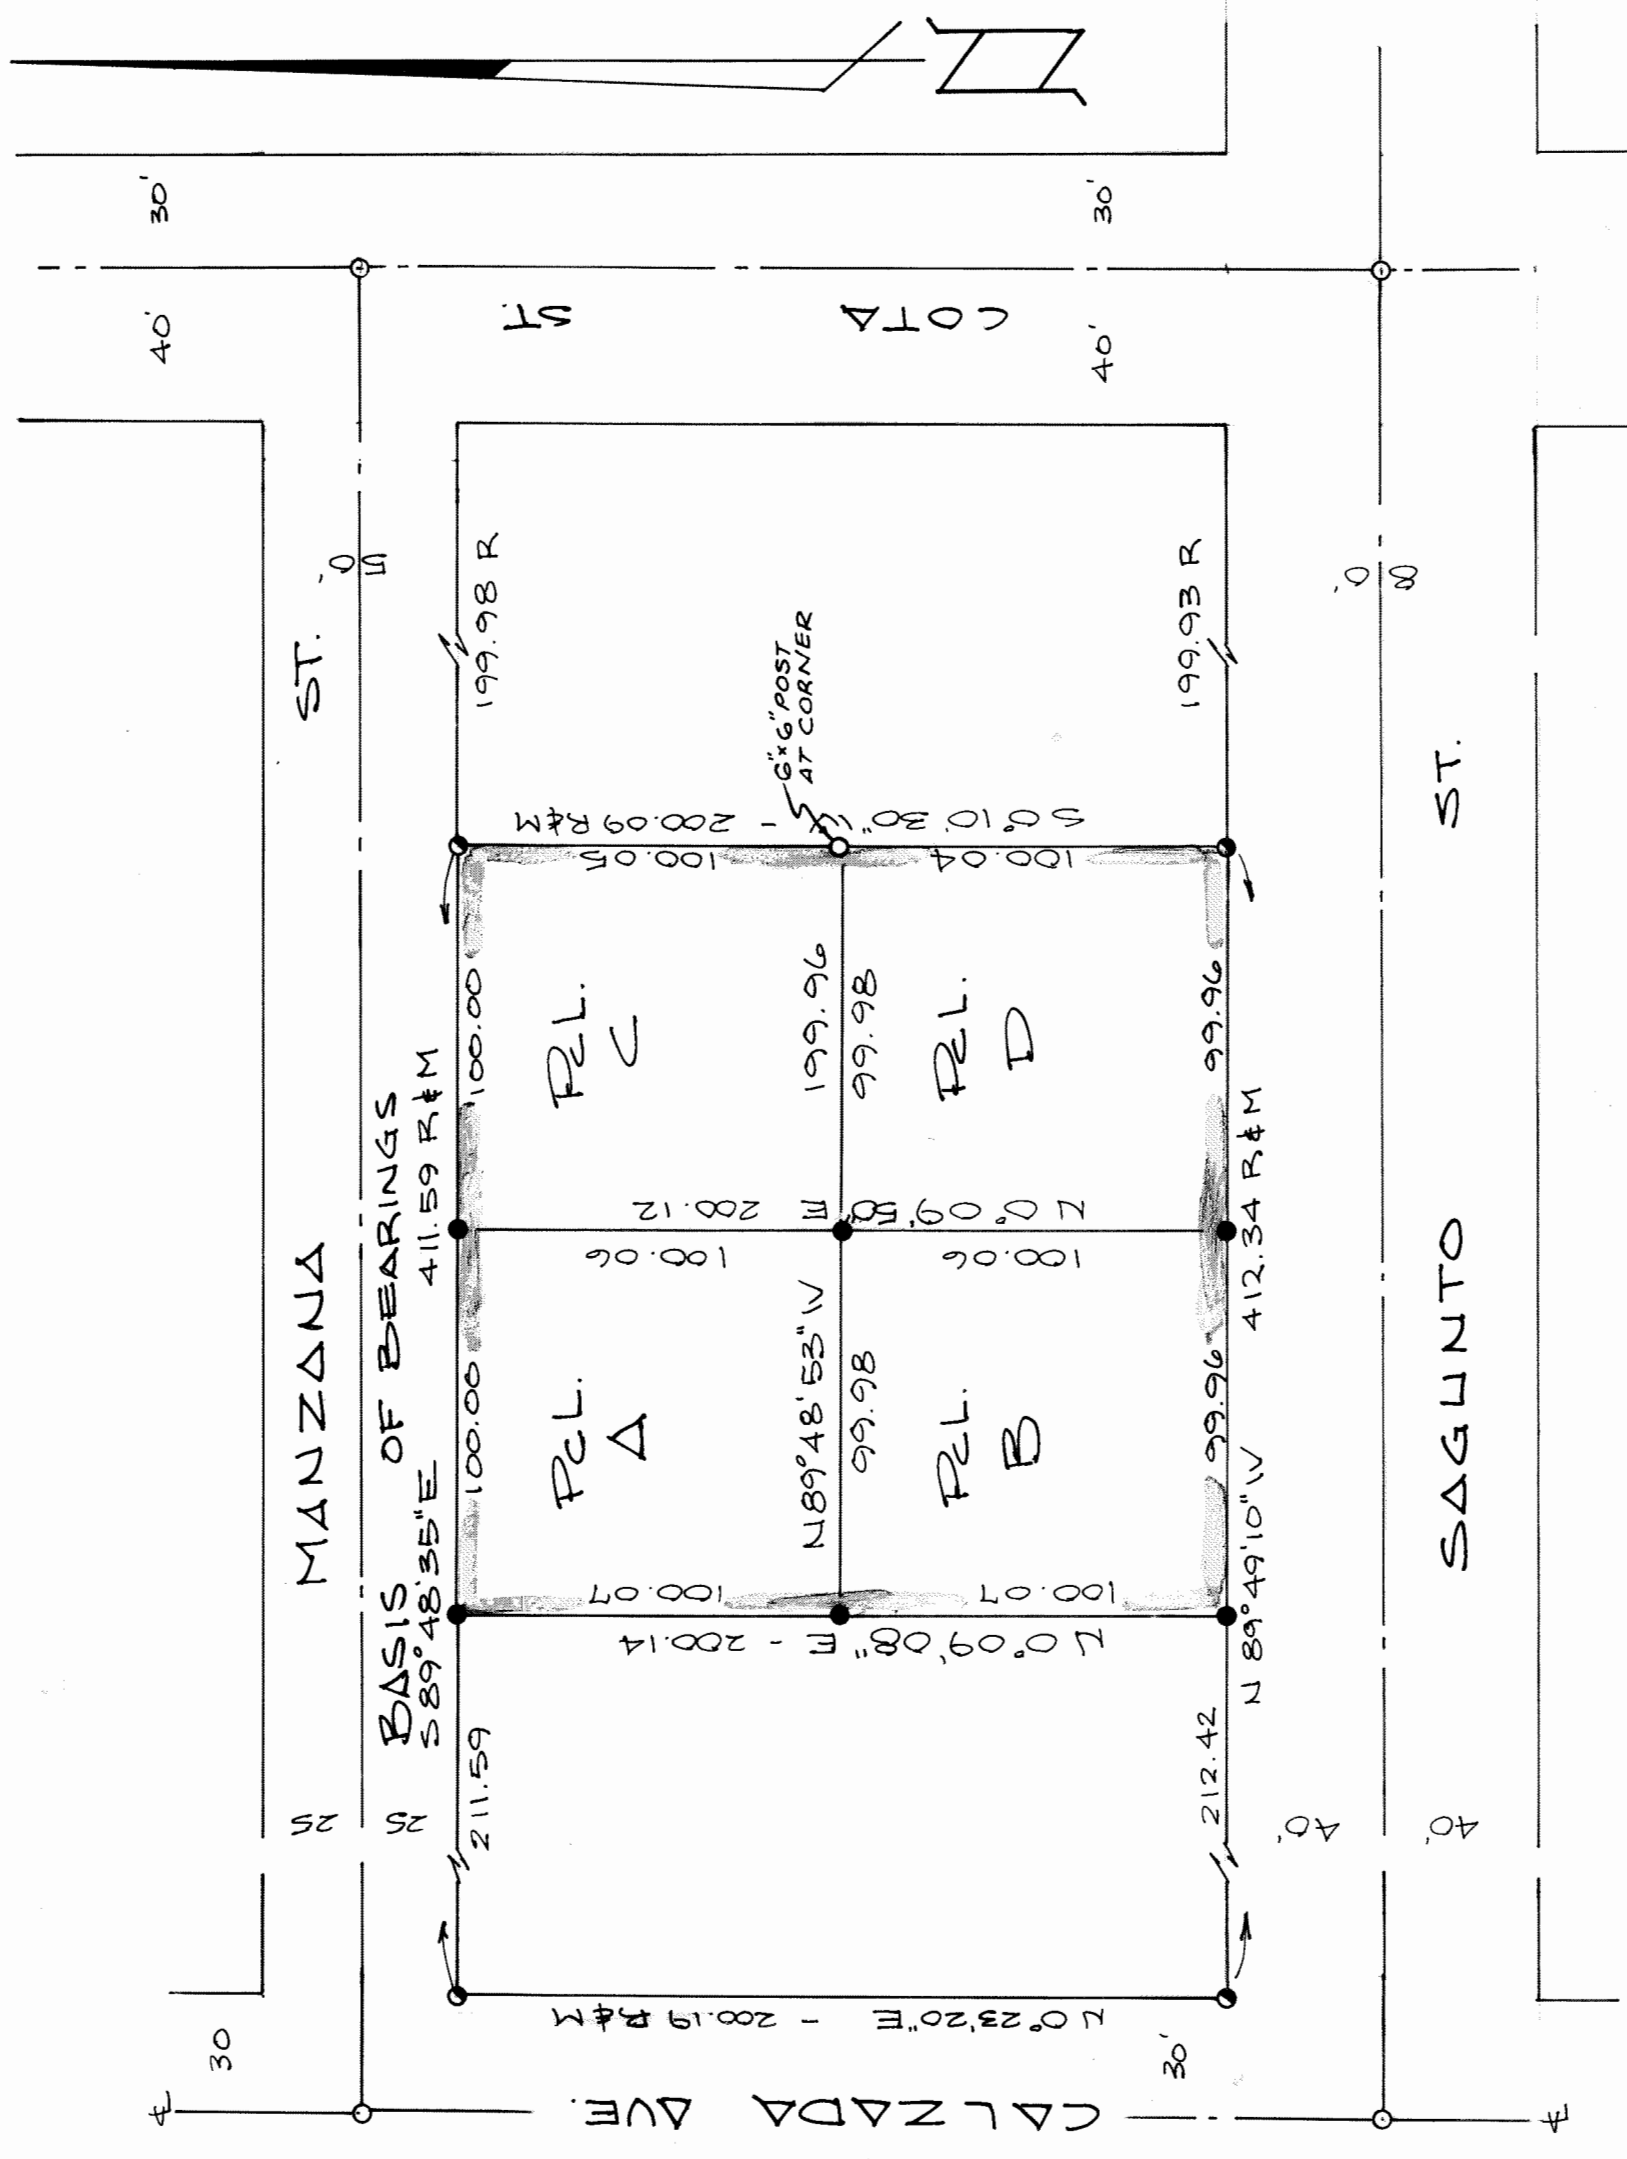 N
MANZANA ST.
50'
25
25
BASIS OF BEARINGS
S 89°48'35" E 411.59 R & M
211.59
100.00
100.00
199.98 R
30
30'
40'
CALZADA AVE.
N 0°23'20" E - 200.19 R & M
N 0°09'08" E - 200.14
100.07
100.07
PCL.
A
100.06
100.06
N 0°09'50" E 200.12
PCL.
C
100.05
100.04
S 0°10'30" W - 200.09 R & M
6"x6" POST
AT CORNER
COTA ST.
N 89°48'53" W 199.96
99.98
99.98
PCL.
B
PCL.
D
212.42
99.96
99.96
199.93 R
N 89°49'10" W 412.34 R & M
30'
40'
30'
40'
40'
80'
SAGUNTO ST.
℄
℄